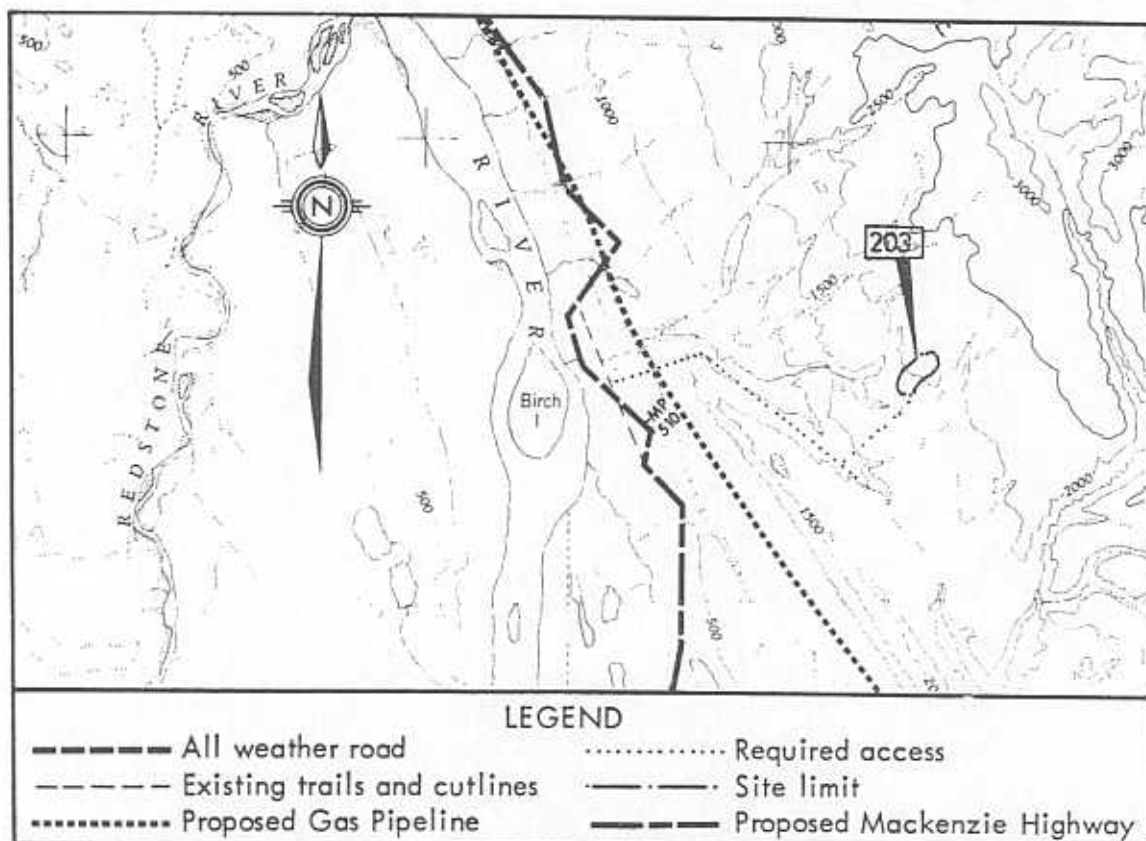 500
500
RIVER
1000
2500
3000
3000
N
RIVER
203
1500
REDSTONE
Birch
I
MP
510
500
1500
2000
500
LEGEND
All weather road
Required access
Existing trails and cutlines
Site limit
Proposed Gas Pipeline
Proposed Mackenzie Highway